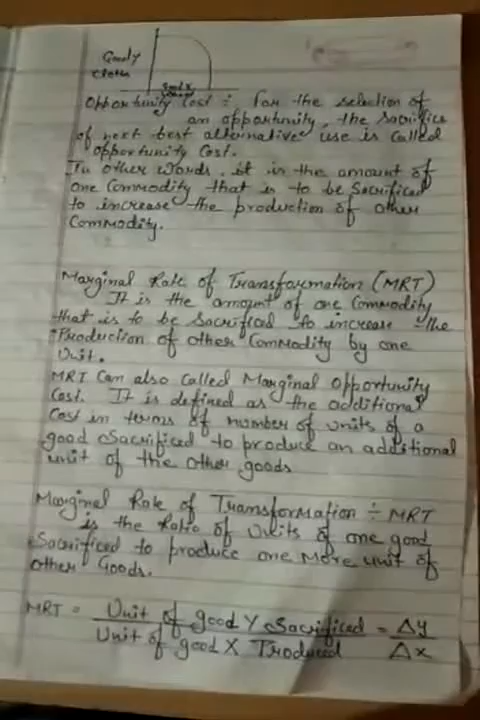 Good Y
Cloth
Good X
Opportunity Cost ÷ For the selection of
an opportunity, the Sacrifice
of next best alternative use is called
opportunity Cost.
In other words, it is the amount of
one Commodity that is to be Sacrificed
to increase the production of other
Commodity.
Marginal Rate of Transformation (MRT)
It is the amount of one Commodity
that is to be Sacrificed to increase the
Production of other Commodity by one
Unit.
MRT Can also Called Marginal Opportunity
Cost. It is defined as the additional
Cost in terms of number of units of a
good Sacrificed to produce an additional
unit of the other goods
Marginal Rate of Transformation ÷ MRT
is the Ratio of Units of one good
Sacrificed to produce one More unit of
other Goods.
MRT = Unit of good Y Sacrificed = Δy
Unit of good X Produced Δx